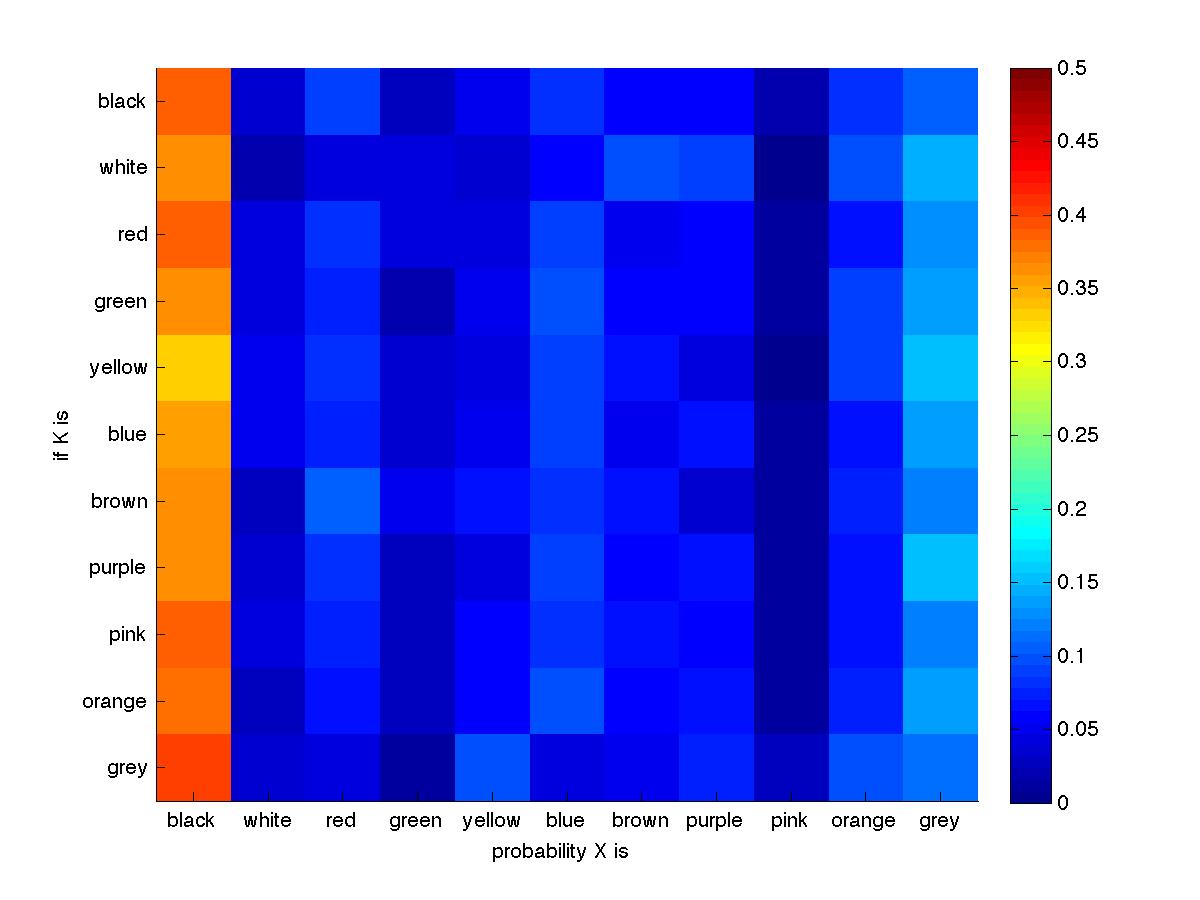 black
white
red
green
yellow
blue
brown
purple
pink
orange
grey
if K is
black white red green yellow blue brown purple pink orange grey
probability X is
0.5
0.45
0.4
0.35
0.3
0.25
0.2
0.15
0.1
0.05
0